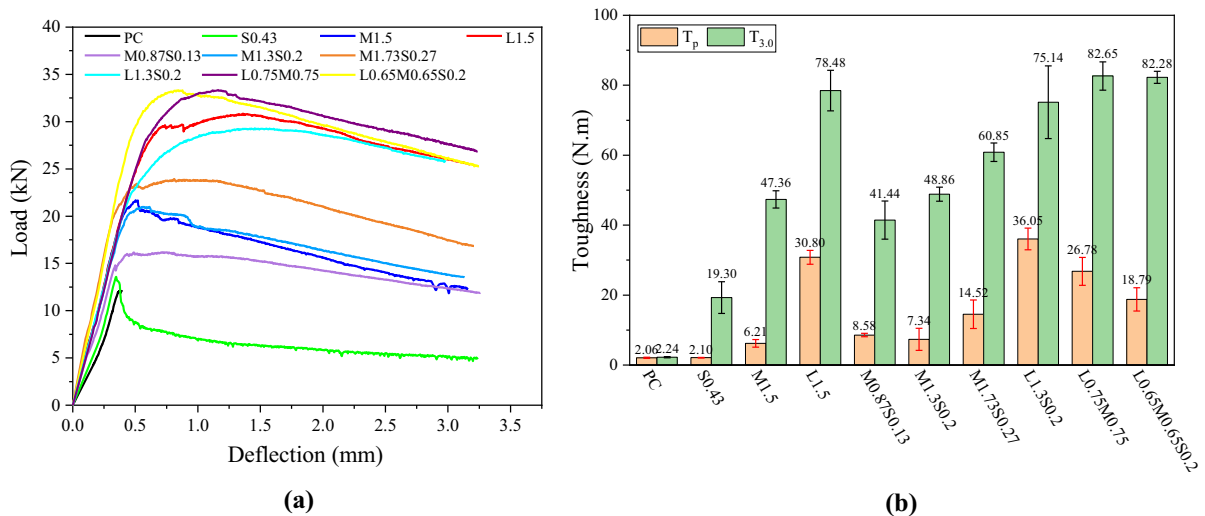 40
35
30
25
20
15
10
5
0
Load (kN)
PC S0.43 M1.5 L1.5
M0.87S0.13 M1.3S0.2 M1.73S0.27
L1.3S0.2 L0.75M0.75 L0.65M0.65S0.2
0.0 0.5 1.0 1.5 2.0 2.5 3.0 3.5
Deflection (mm)
(a)
100
80
60
40
20
0
Toughness (N.m)
Tp T3.0
2.06 2.24
2.10 19.30
6.21 47.36
30.80 78.48
8.58 41.44
7.34 48.86
14.52 60.85
36.05 75.14
26.78 82.65
18.79 82.28
PC
S0.43
M1.5
L1.5
M0.87S0.13
M1.3S0.2
M1.73S0.27
L1.3S0.2
L0.75M0.75
L0.65M0.65S0.2
(b)